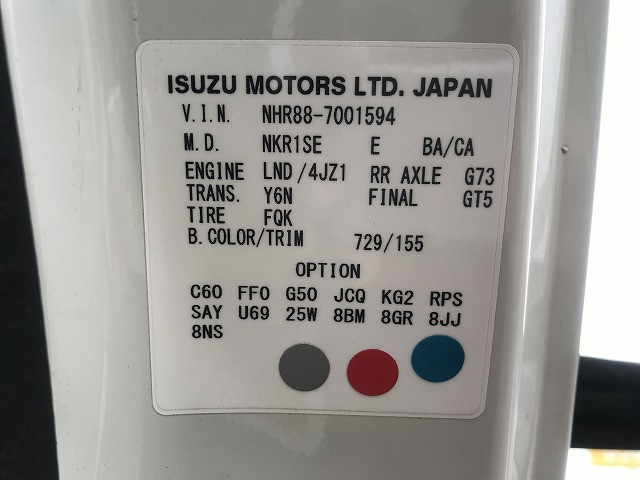 ISUZU MOTORS LTD. JAPAN
V.I.N. NHR88-7001594
M.D. NKR1SE E BA/CA
ENGINE LND/4JZ1 RR AXLE G73
TRANS. Y6N FINAL GT5
TIRE FQK
B.COLOR/TRIM 729/155
OPTION
C60 FF0 G50 JCQ KG2 RPS
SAY U69 25W 8BM 8GR 8JJ
8NS